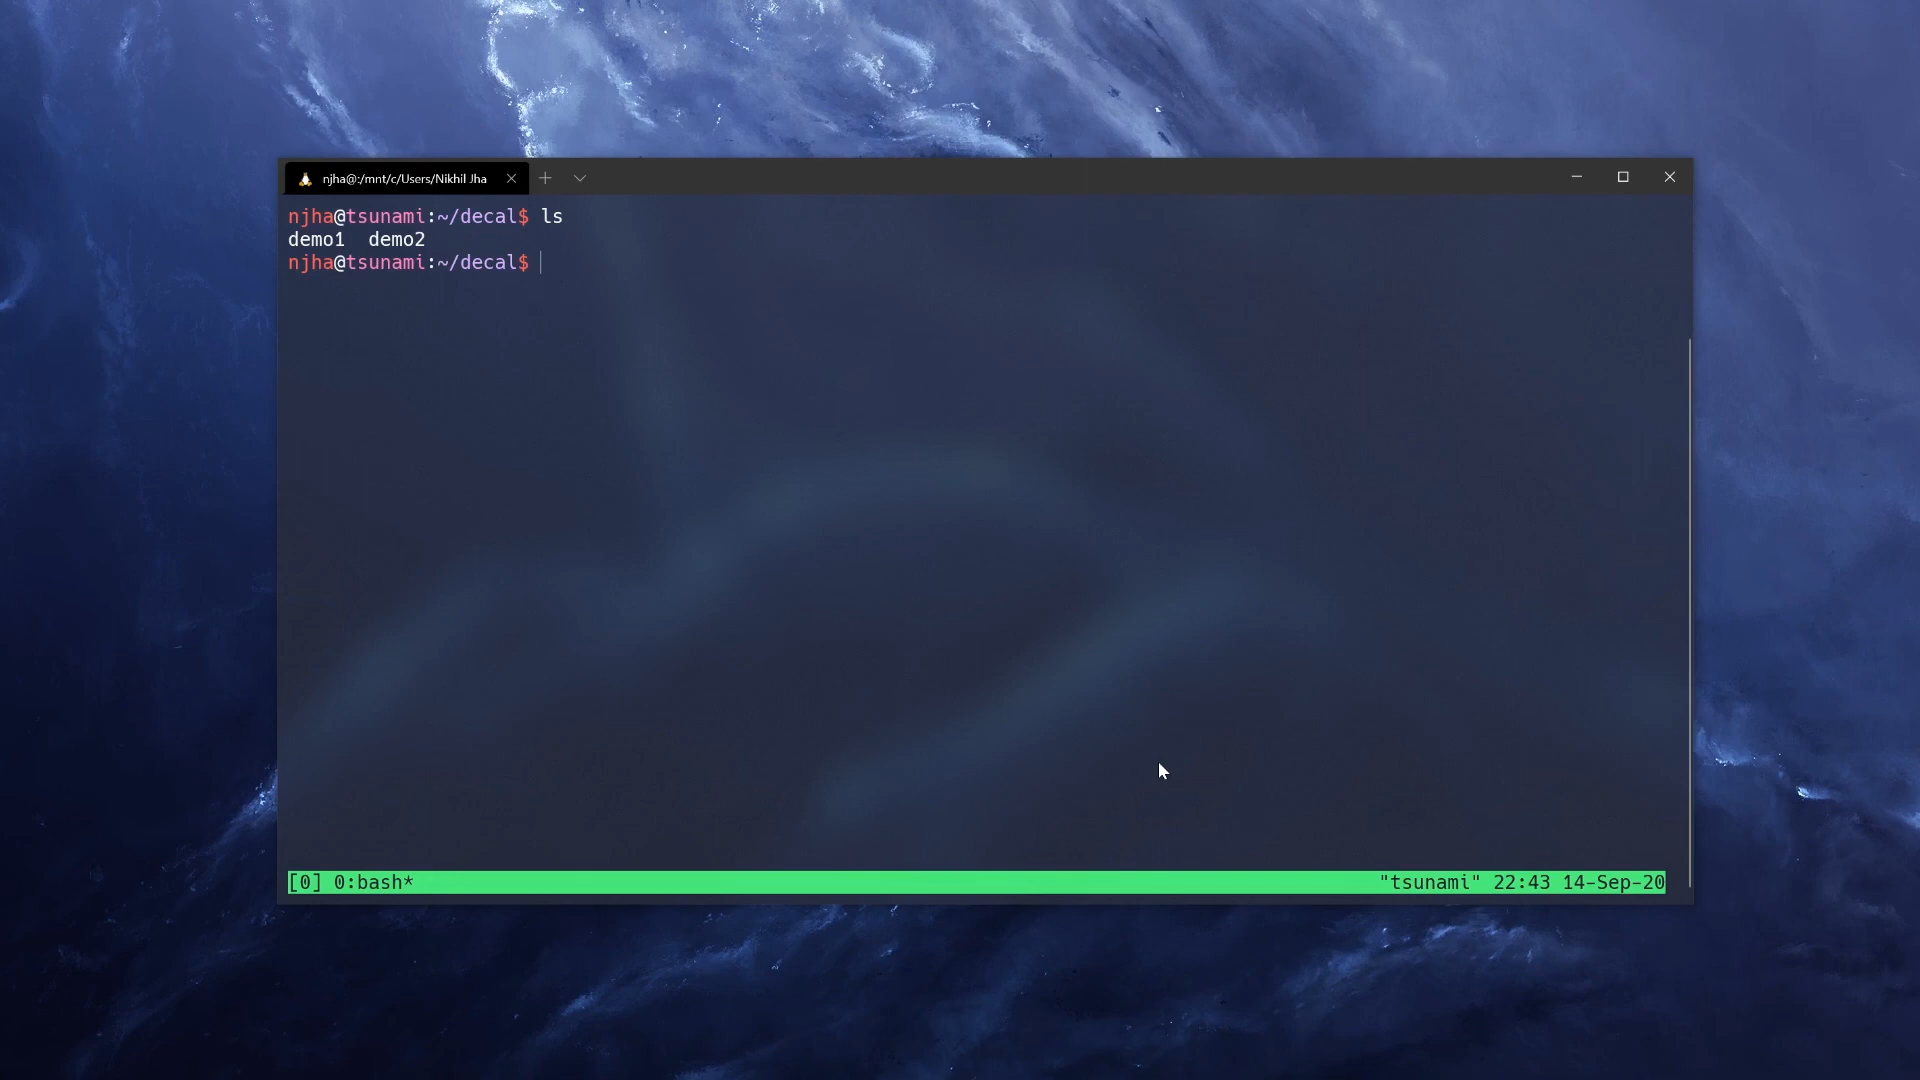 njha@:/mnt/c/Users/Nikhil Jha
njha@tsunami:~/decal$ ls
demo1  demo2
njha@tsunami:~/decal$
[0] 0:bash* "tsunami" 22:43 14-Sep-20